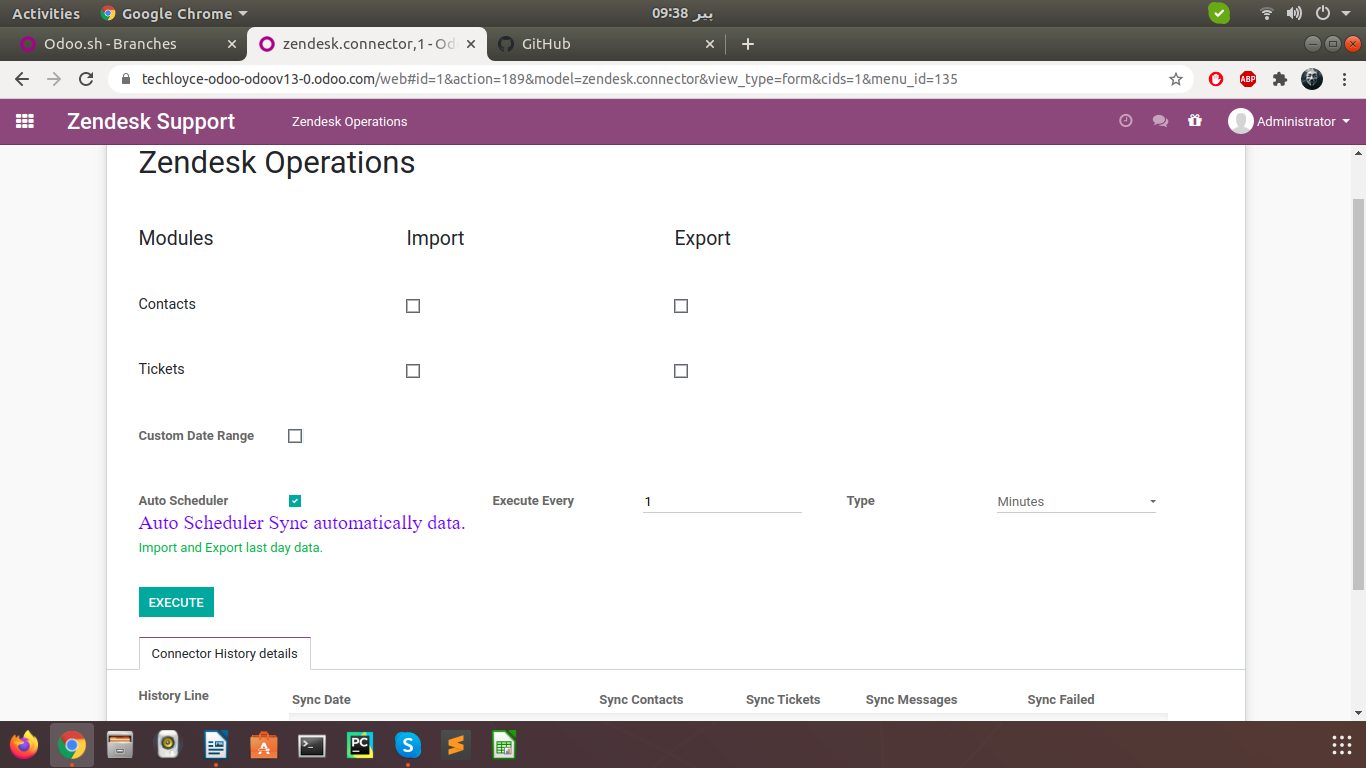 Activities Google Chrome پیر 09:38
Odoo.sh - Branches zendesk.connector,1 - Od GitHub
techloyce-odoo-odoov13-0.odoo.com/web#id=1&action=189&model=zendesk.connector&view_type=form&cids=1&menu_id=135 ABP
Zendesk Support Zendesk Operations Administrator
Zendesk Operations
Modules Import Export
Contacts
Tickets
Custom Date Range
Auto Scheduler Execute Every 1 Type Minutes
Auto Scheduler Sync automatically data.
Import and Export last day data.
EXECUTE
Connector History details
History Line Sync Date Sync Contacts Sync Tickets Sync Messages Sync Failed